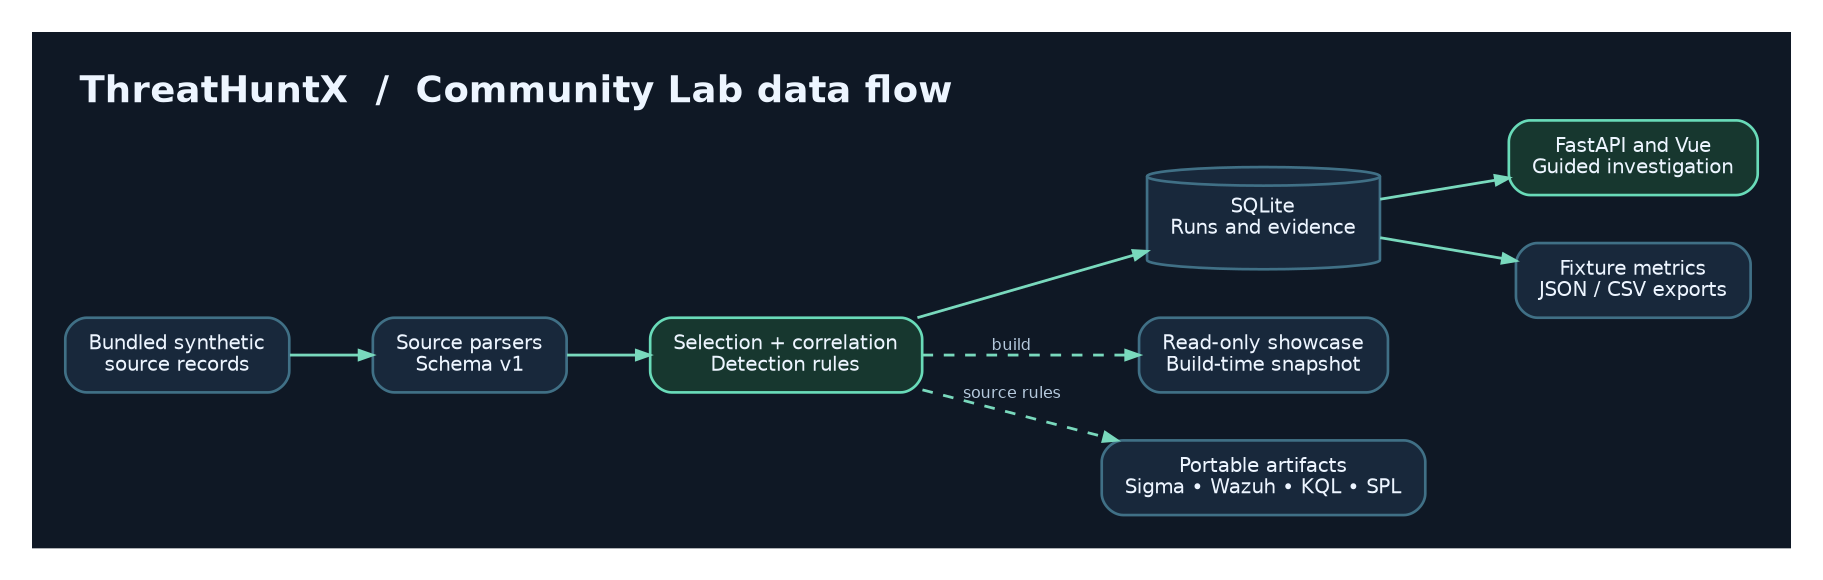 ThreatHuntX / Community Lab data flow
Bundled synthetic
source records
Source parsers
Schema v1
Selection + correlation
Detection rules
SQLite
Runs and evidence
FastAPI and Vue
Guided investigation
Fixture metrics
JSON / CSV exports
build
Read-only showcase
Build-time snapshot
source rules
Portable artifacts
Sigma • Wazuh • KQL • SPL